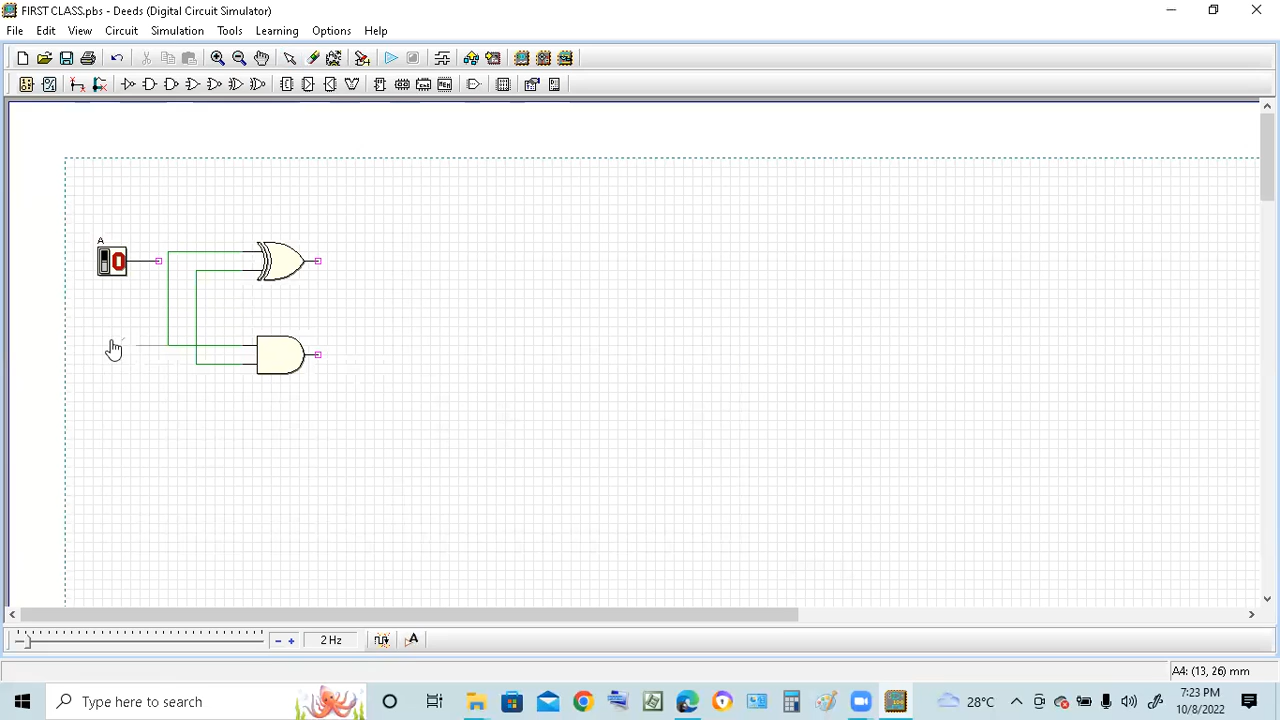 FIRST CLASS.pbs - Deeds (Digital Circuit Simulator)
File Edit View Circuit Simulation Tools Learning Options Help
A
0
2 Hz
A
A4: (13, 26) mm
Type here to search
28°C
7:23 PM
10/8/2022